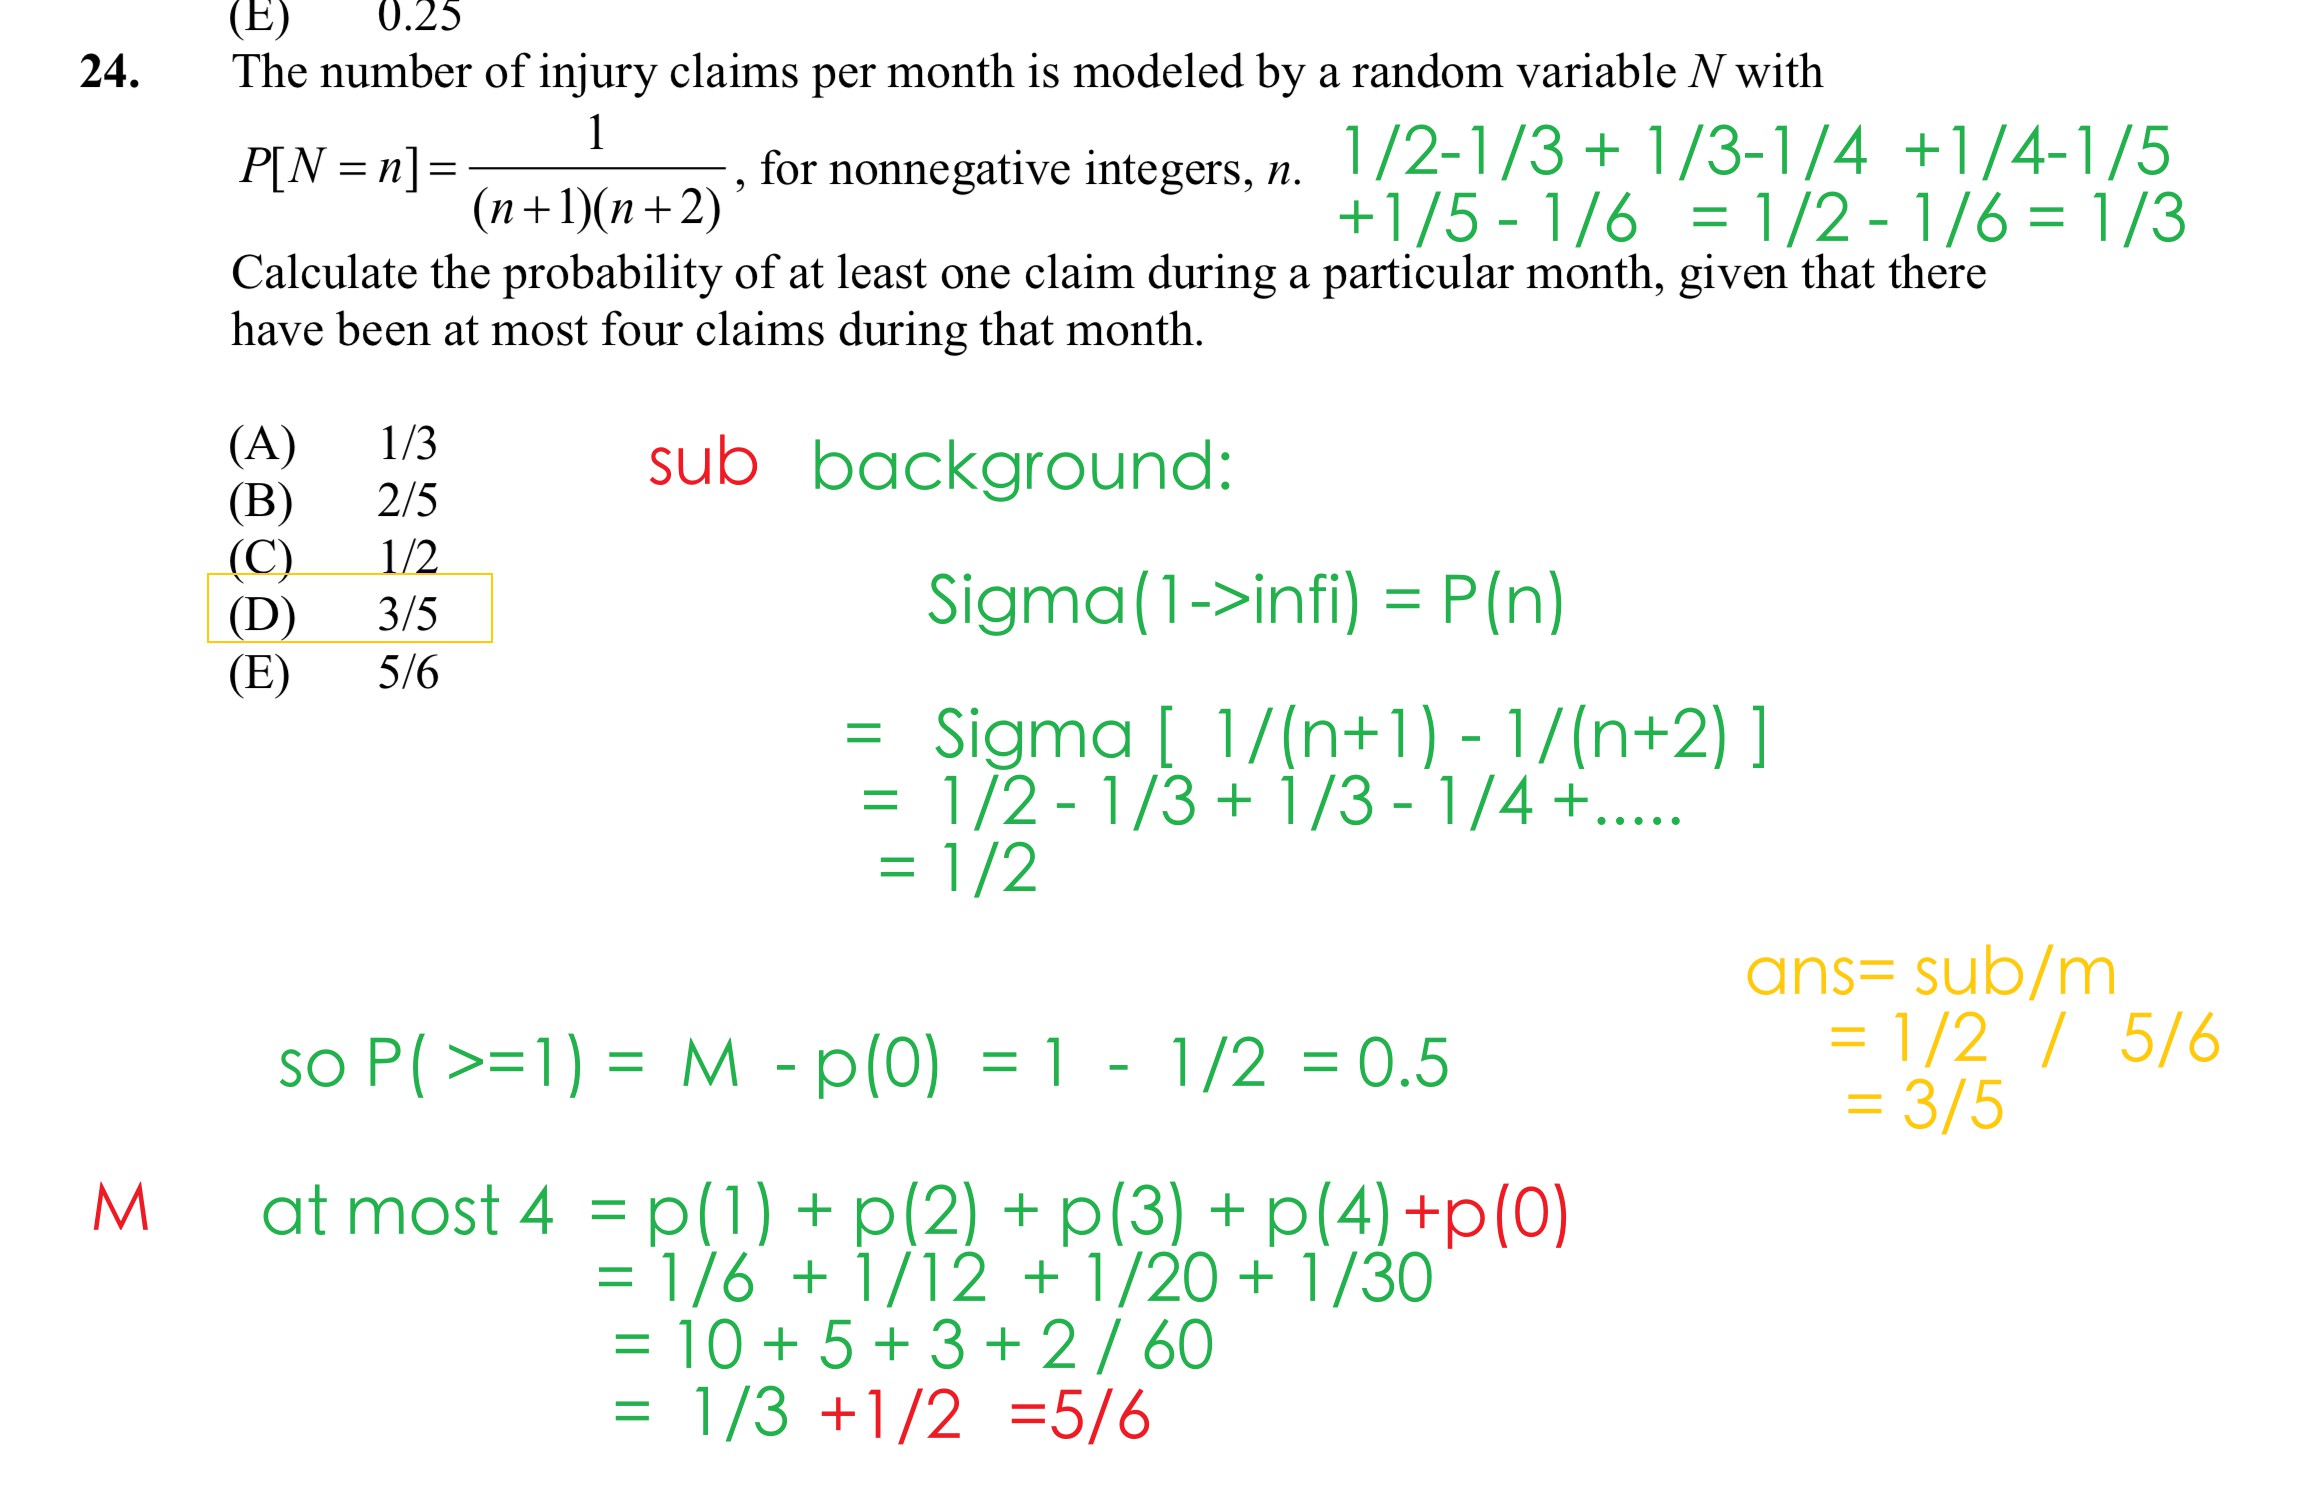 (E) 0.25
24. The number of injury claims per month is modeled by a random variable N with
P[N = n] = 1 / (n+1)(n+2) , for nonnegative integers, n.
1/2-1/3 + 1/3-1/4 +1/4-1/5
+1/5 - 1/6 = 1/2 - 1/6 = 1/3
Calculate the probability of at least one claim during a particular month, given that there
have been at most four claims during that month.
(A) 1/3
(B) 2/5
(C) 1/2
(D) 3/5
(E) 5/6
sub background:
Sigma(1->infi) = P(n)
= Sigma [ 1/(n+1) - 1/(n+2) ]
= 1/2 - 1/3 + 1/3 - 1/4 +.....
= 1/2
ans= sub/m
= 1/2 / 5/6
= 3/5
so P( >=1) = M - p(0) = 1 - 1/2 = 0.5
M at most 4 = p(1) + p(2) + p(3) + p(4) +p(0)
= 1/6 + 1/12 + 1/20 + 1/30
= 10 + 5 + 3 + 2 / 60
= 1/3 +1/2 =5/6